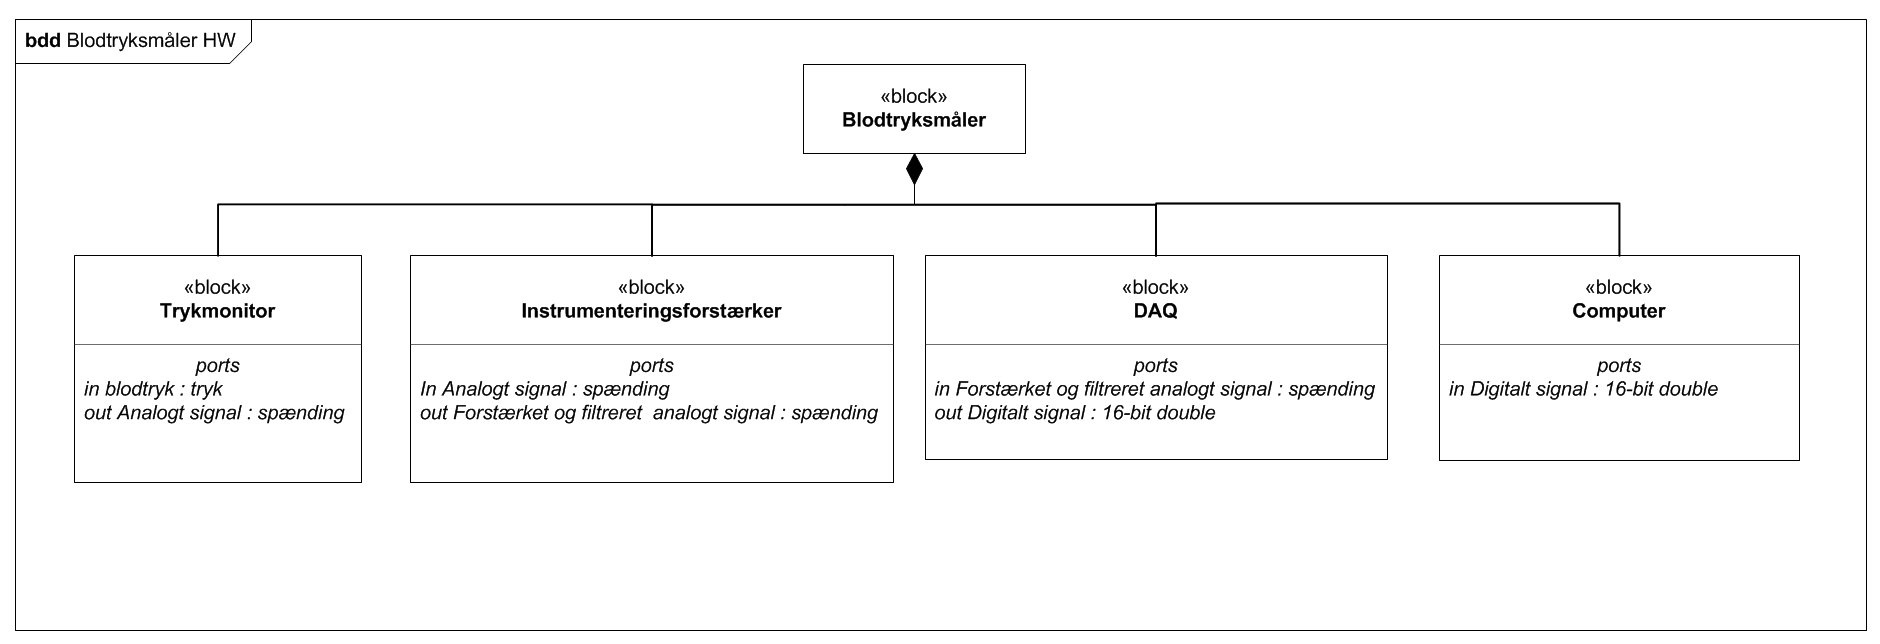 bdd Blodtryksmåler HW
«block»
Blodtryksmåler
«block»
Trykmonitor
ports
in blodtryk : tryk
out Analogt signal : spænding
«block»
Instrumenteringsforstærker
ports
In Analogt signal : spænding
out Forstærket og filtreret  analogt signal : spænding
«block»
DAQ
ports
in Forstærket og filtreret analogt signal : spænding
out Digitalt signal : 16-bit double
«block»
Computer
ports
in Digitalt signal : 16-bit double